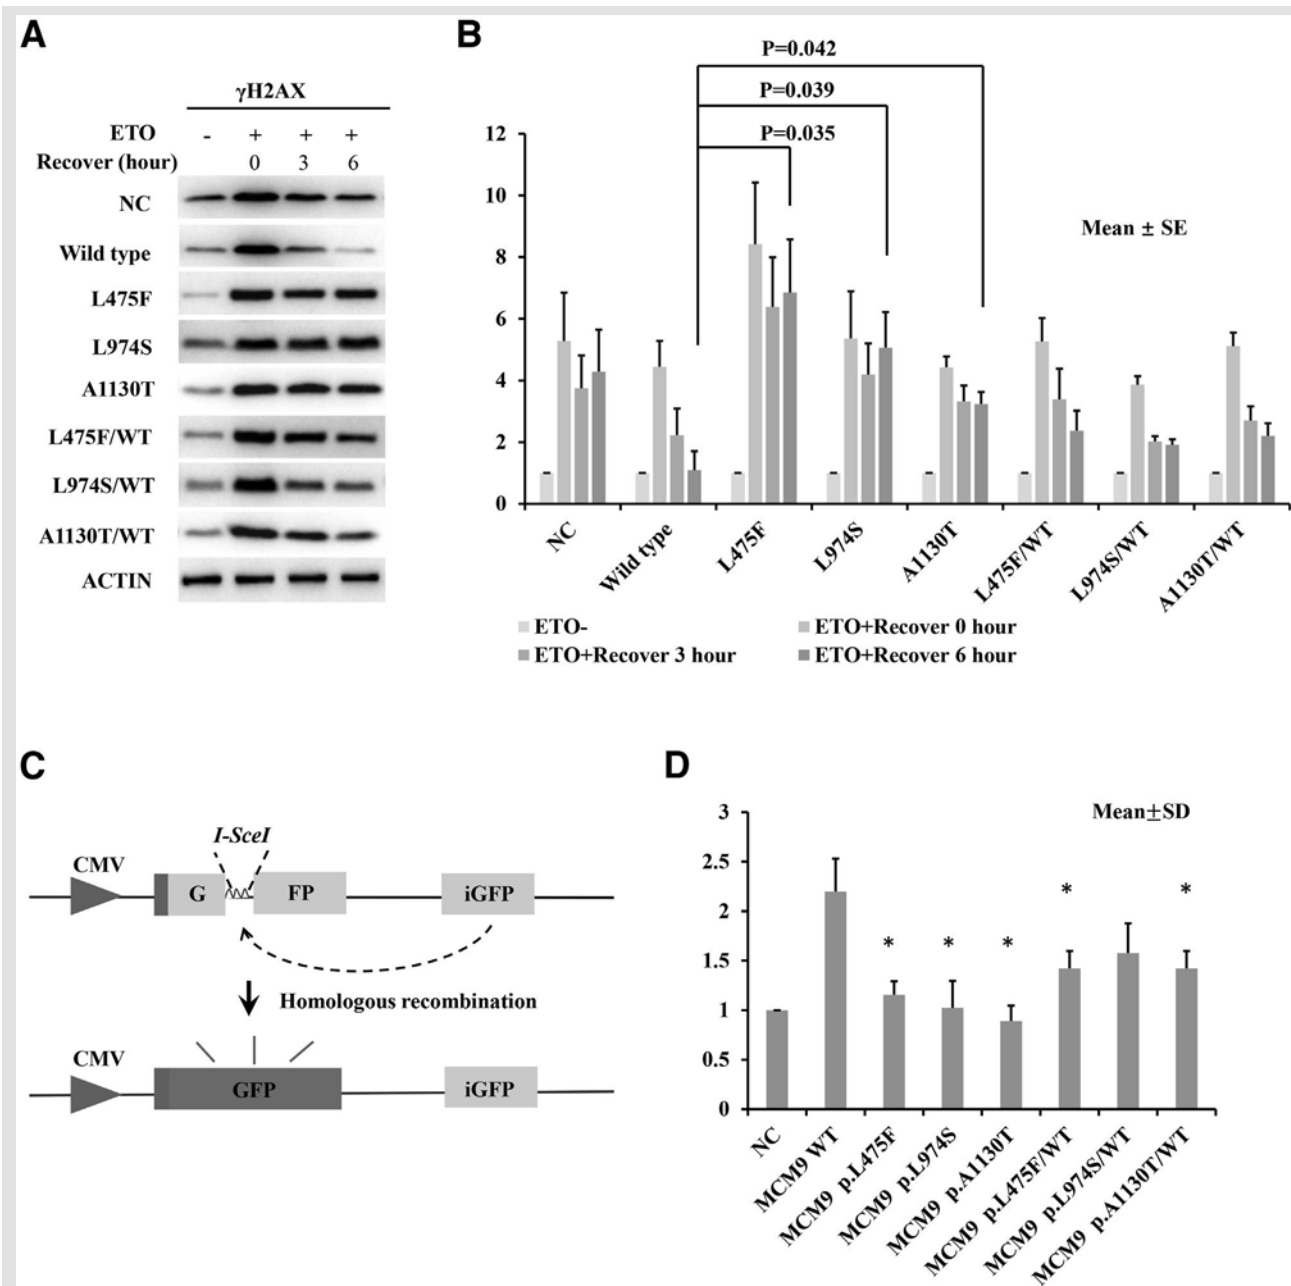 A
γH2AX
ETO - + + +
Recover (hour) 0 3 6
NC
Wild type
L475F
L974S
A1130T
L475F/WT
L974S/WT
A1130T/WT
ACTIN
B
P=0.042
P=0.039
P=0.035
Mean ± SE
12
10
8
6
4
2
0
NC
Wild type
L475F
L974S
A1130T
L475F/WT
L974S/WT
A1130T/WT
ETO-
ETO+Recover 0 hour
ETO+Recover 3 hour
ETO+Recover 6 hour
C
I-SceI
CMV
G
FP
iGFP
Homologous recombination
CMV
GFP
iGFP
D
Mean±SD
3
2.5
2
1.5
1
0.5
0
* * * * *
NC
MCM9 WT
MCM9 p.L475F
MCM9 p.L974S
MCM9 p.A1130T
MCM9 p.L475F/WT
MCM9 p.L974S/WT
MCM9 p.A1130T/WT